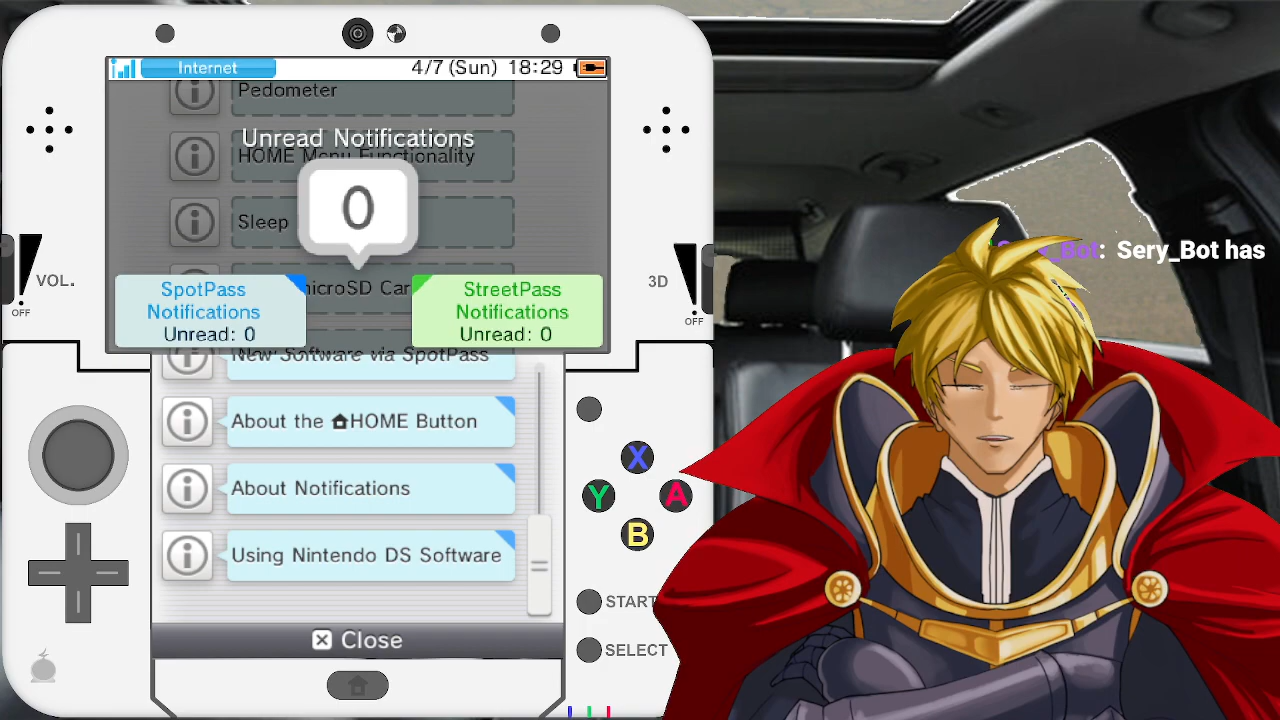 Internet
4/7 (Sun) 18:29
Pedometer
Unread Notifications
HOME Menu Functionality
Sleep
0
SpotPass
Notifications
Unread: 0
StreetPass
Notifications
Unread: 0
New Software via SpotPass
About the HOME Button
About Notifications
Using Nintendo DS Software
Close
VOL.
OFF
3D
OFF
X
Y
A
B
START
SELECT
Sery_Bot: Sery_Bot has